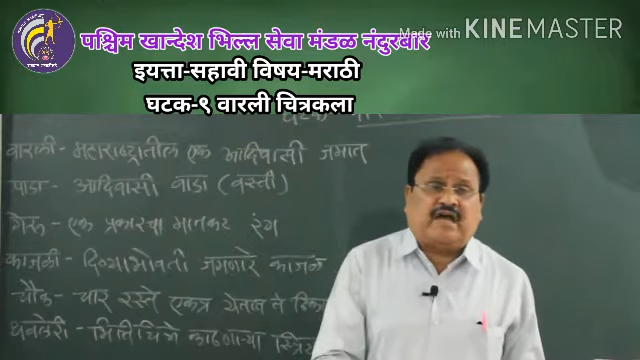 पश्चिम खान्देश भिल्ल सेवा मंडळ नंदुरबार
Made with KINEMASTER
इयत्ता-सहावी विषय-मराठी
घटक-९ वारली चित्रकला
वारली - महाराष्ट्रातील एक आदिवासी जमात
पाडा - आदिवासी वाडा (वस्ती)
गेरू - एक प्रकारचा मातकट रंग
काजळी - दिव्याभोवती जमणारे काजळ
चौक - चार रस्ते एकत्र
धवलेरी - भित्तिचित्रे काढणाऱ्या